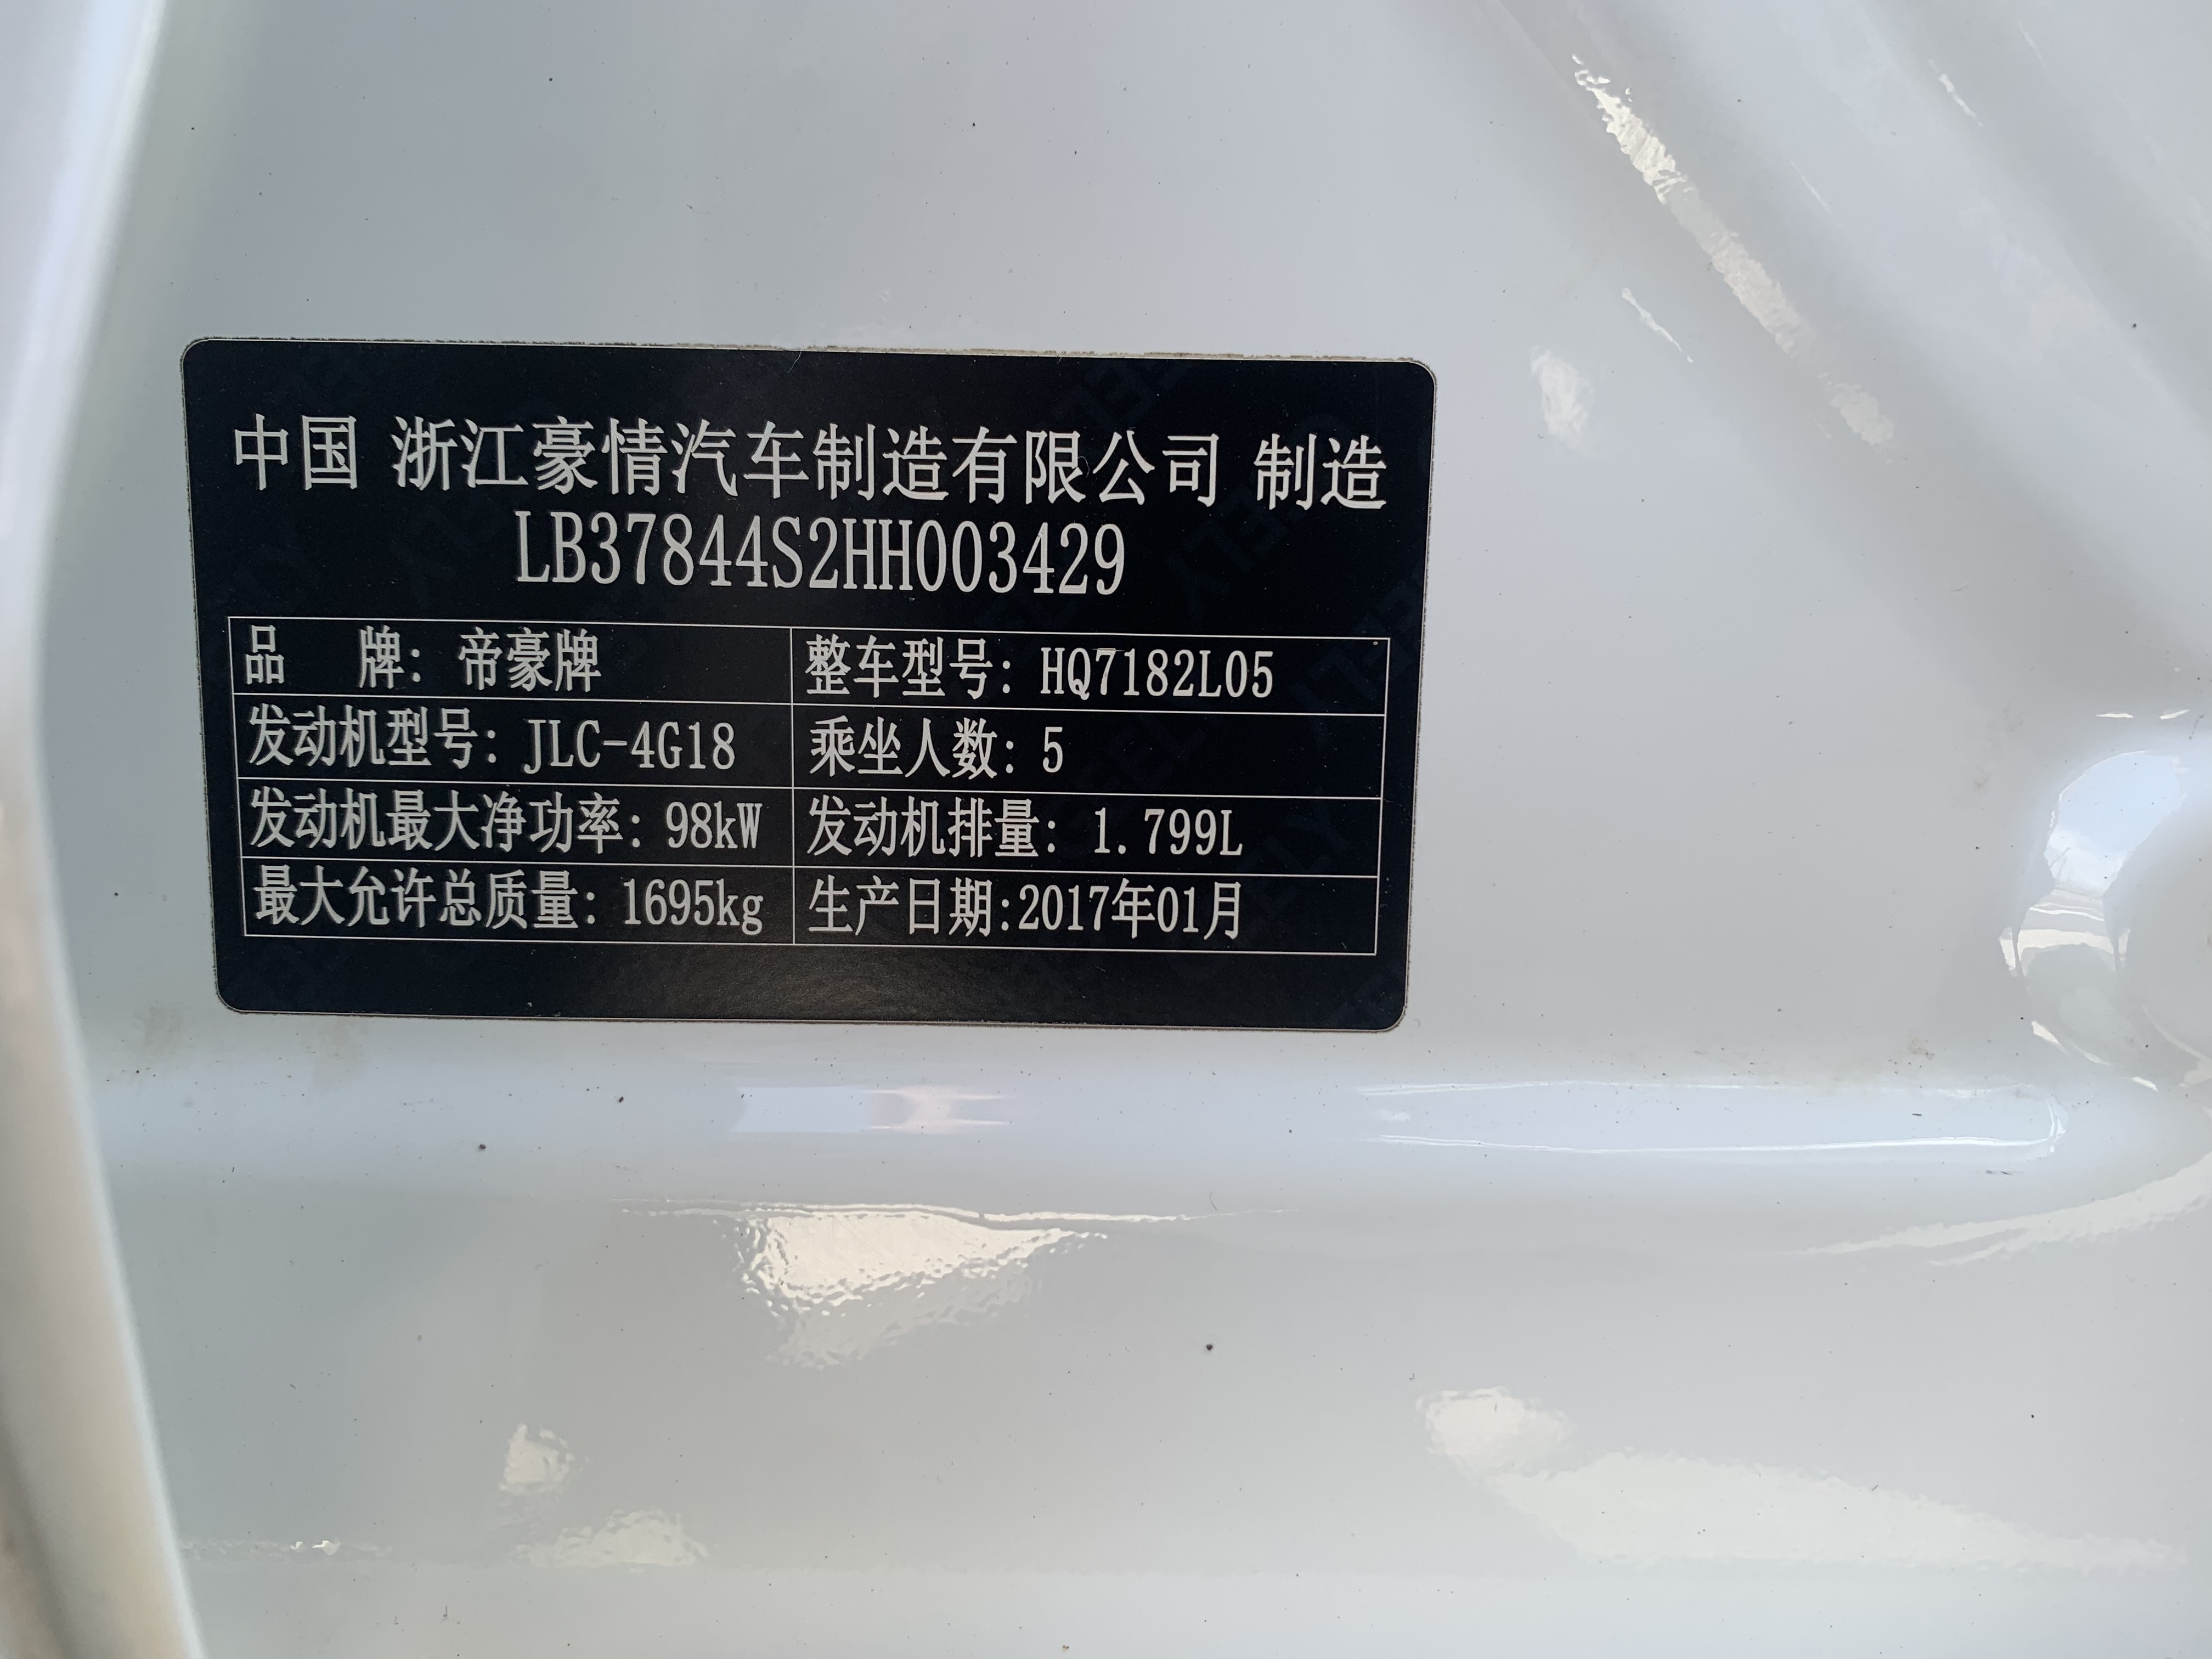 中国 浙江豪情汽车制造有限公司 制造
LB37844S2HH003429
品 牌: 帝豪牌 整车型号: HQ7182L05
发动机型号: JLC-4G18 乘坐人数: 5
发动机最大净功率: 98kW 发动机排量: 1.799L
最大允许总质量: 1695kg 生产日期:2017年01月